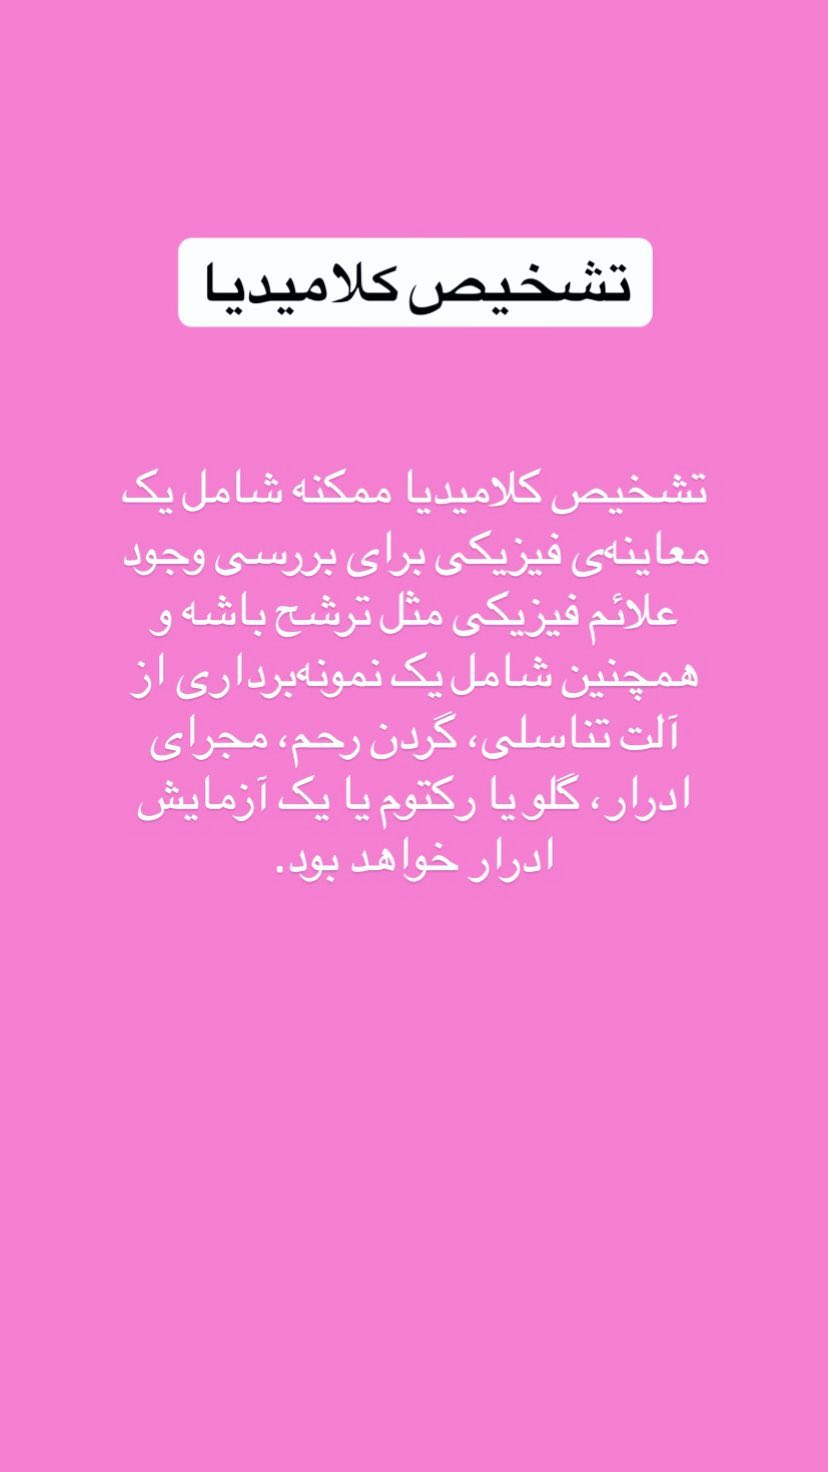 تشخیص کلامیدیا
تشخیص کلامیدیا ممکنه شامل یک
معاینه‌ی فیزیکی برای بررسی وجود
علائم فیزیکی مثل ترشح باشه و
همچنین شامل یک نمونه‌برداری از
آلت تناسلی، گردن رحم، مجرای
ادرار، گلو یا رکتوم یا یک آزمایش
ادرار خواهد بود.